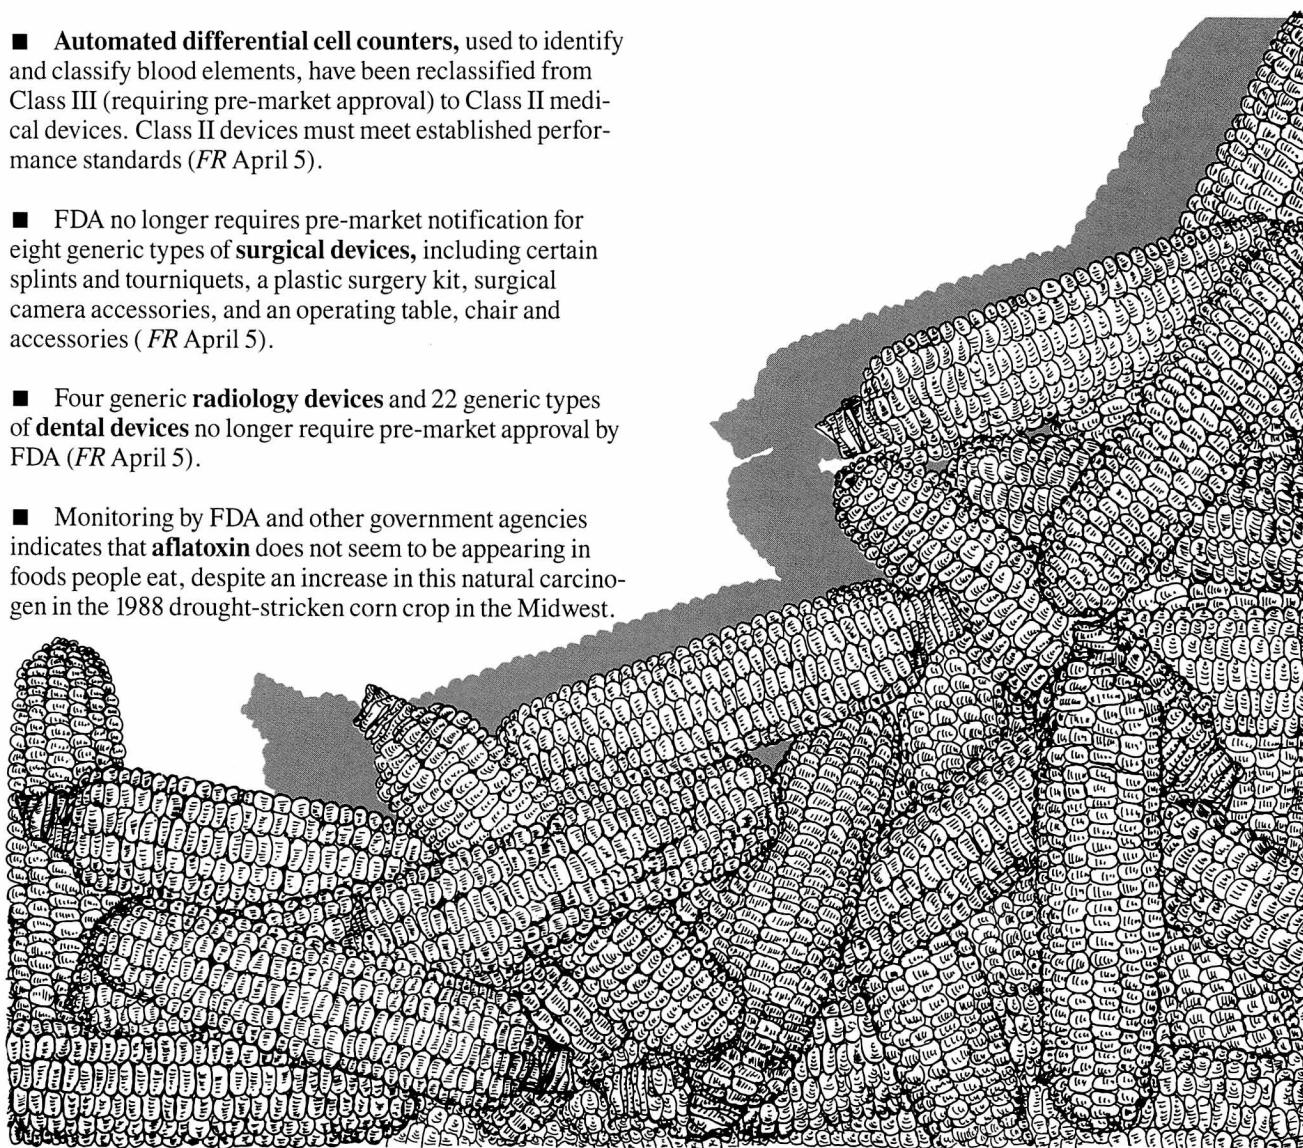 ■ Automated differential cell counters, used to identify
and classify blood elements, have been reclassified from
Class III (requiring pre-market approval) to Class II medi-
cal devices. Class II devices must meet established perfor-
mance standards (FR April 5).
■ FDA no longer requires pre-market notification for
eight generic types of surgical devices, including certain
splints and tourniquets, a plastic surgery kit, surgical
camera accessories, and an operating table, chair and
accessories ( FR April 5).
■ Four generic radiology devices and 22 generic types
of dental devices no longer require pre-market approval by
FDA (FR April 5).
■ Monitoring by FDA and other government agencies
indicates that aflatoxin does not seem to be appearing in
foods people eat, despite an increase in this natural carcino-
gen in the 1988 drought-stricken corn crop in the Midwest.